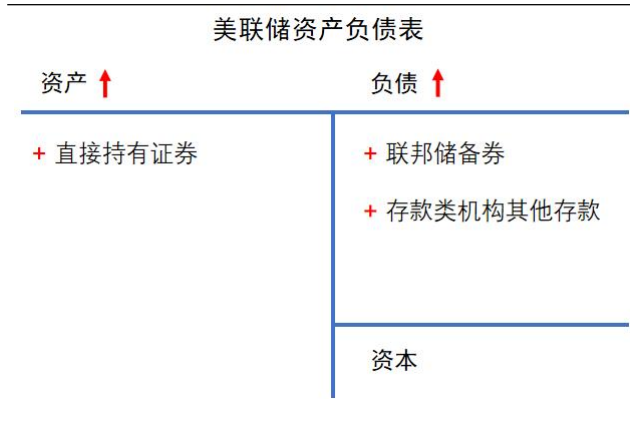 美联储资产负债表
资产
负债
+ 直接持有证券
+ 联邦储备券
+ 存款类机构其他存款
资本